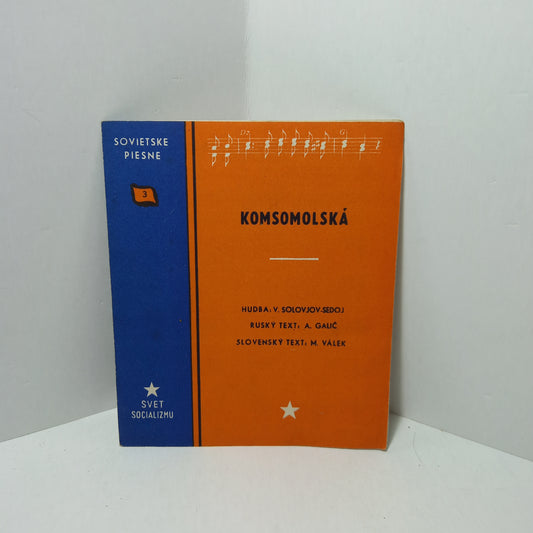 SOVIETSKE
PIESNE
3
SVET
SOCIALIZMU
KOMSOMOLSKÁ
HUDBA: V. SOLOVJOV-SEDOJ
RUSKÝ TEXT: A. GALIČ
SLOVENSKÝ TEXT: M. VÁLEK